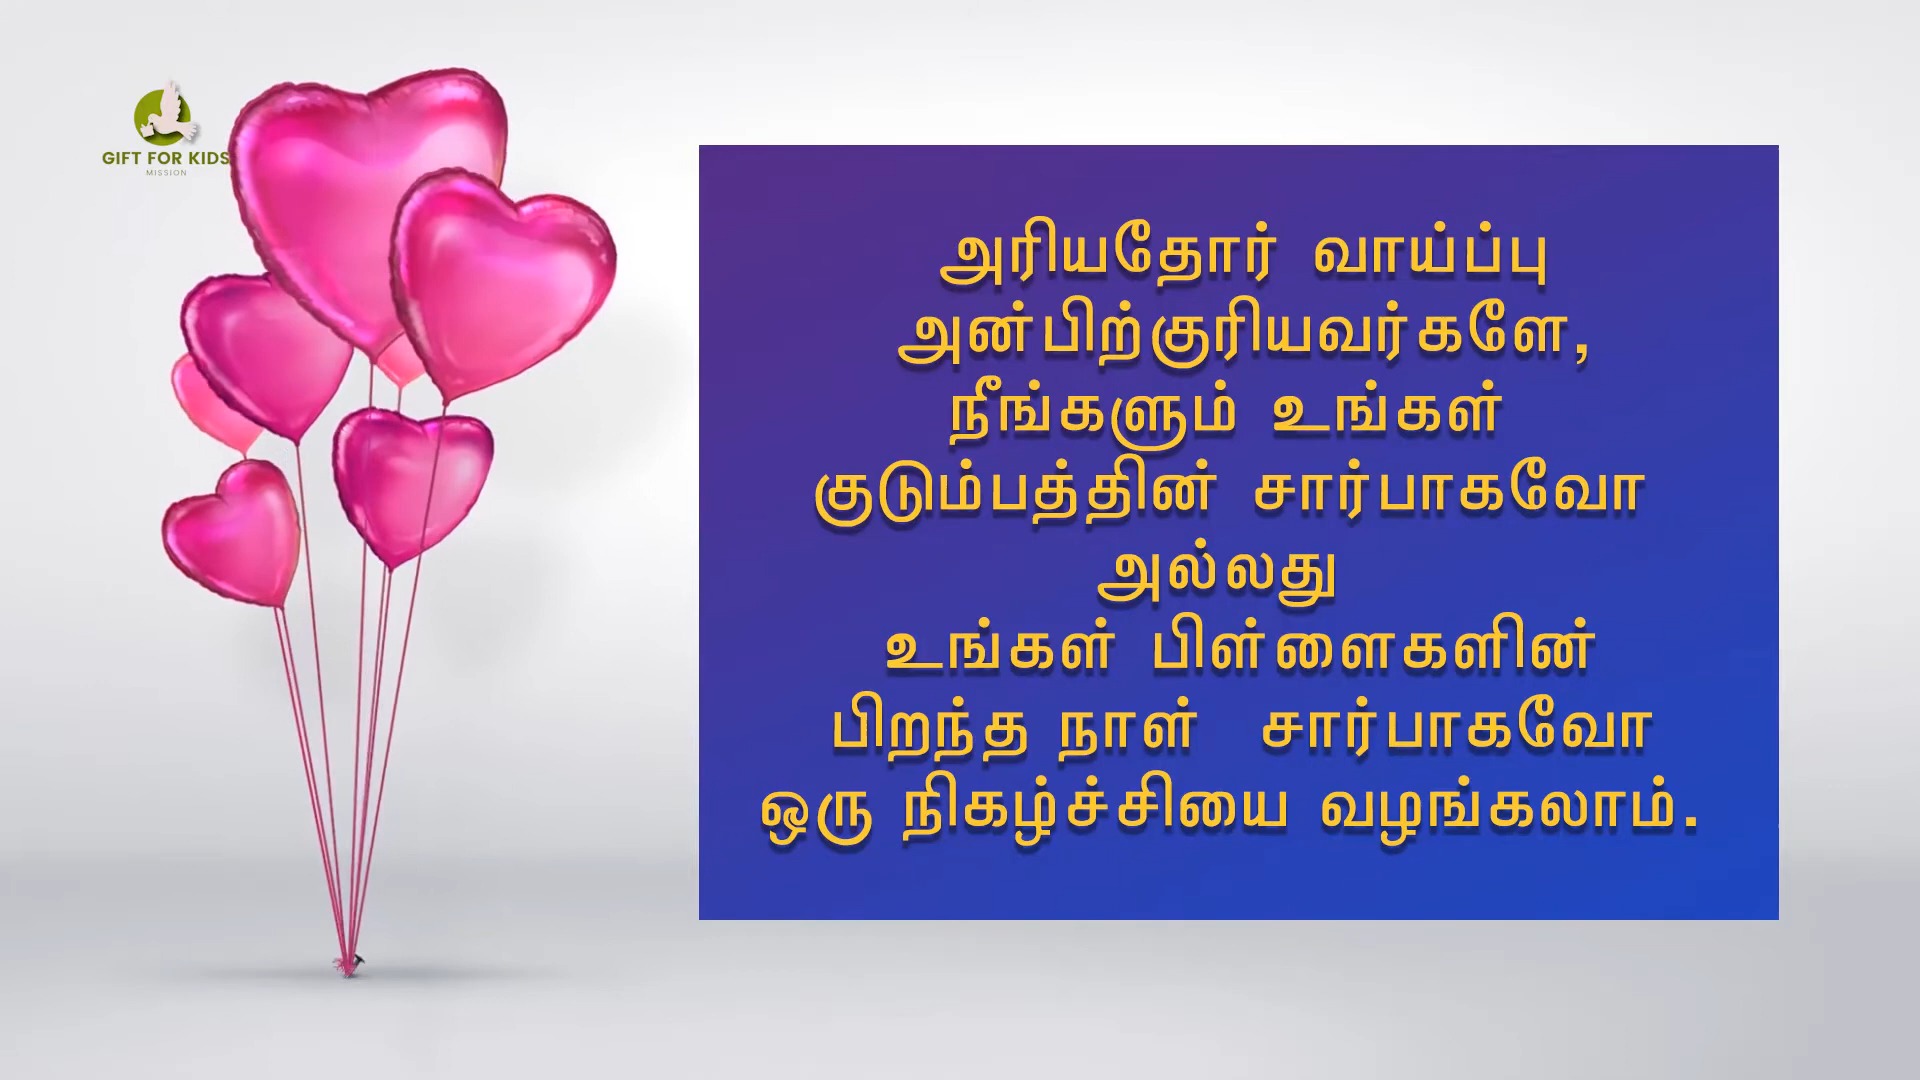 GIFT FOR KIDS
MISSION
அரியதோர் வாய்ப்பு
அன்பிற்குரியவர்களே,
நீங்களும் உங்கள்
குடும்பத்தின் சார்பாகவோ
அல்லது
உங்கள் பிள்ளைகளின்
பிறந்த நாள் சார்பாகவோ
ஒரு நிகழ்ச்சியை வழங்கலாம்.